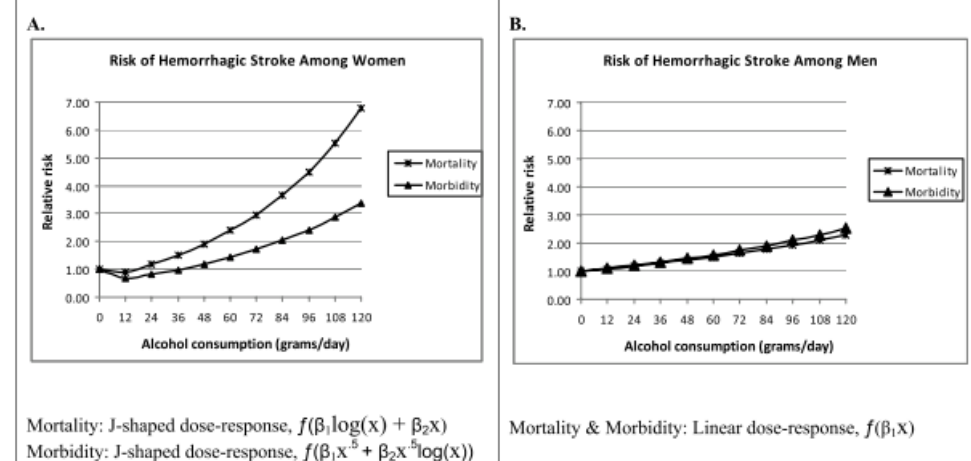 A.
Risk of Hemorrhagic Stroke Among Women
7.00
6.00
5.00
4.00
3.00
2.00
1.00
0.00
Relative risk
0 12 24 36 48 60 72 84 96 108 120
Alcohol consumption (grams/day)
Mortality
Morbidity
Mortality: J-shaped dose-response, f(β₁log(x) + β₂x)
Morbidity: J-shaped dose-response, f(β₁x^.5 + β₂x^.5log(x))
B.
Risk of Hemorrhagic Stroke Among Men
7.00
6.00
5.00
4.00
3.00
2.00
1.00
0.00
Relative risk
0 12 24 36 48 60 72 84 96 108 120
Alcohol consumption (grams/day)
Mortality
Morbidity
Mortality & Morbidity: Linear dose-response, f(β₁x)